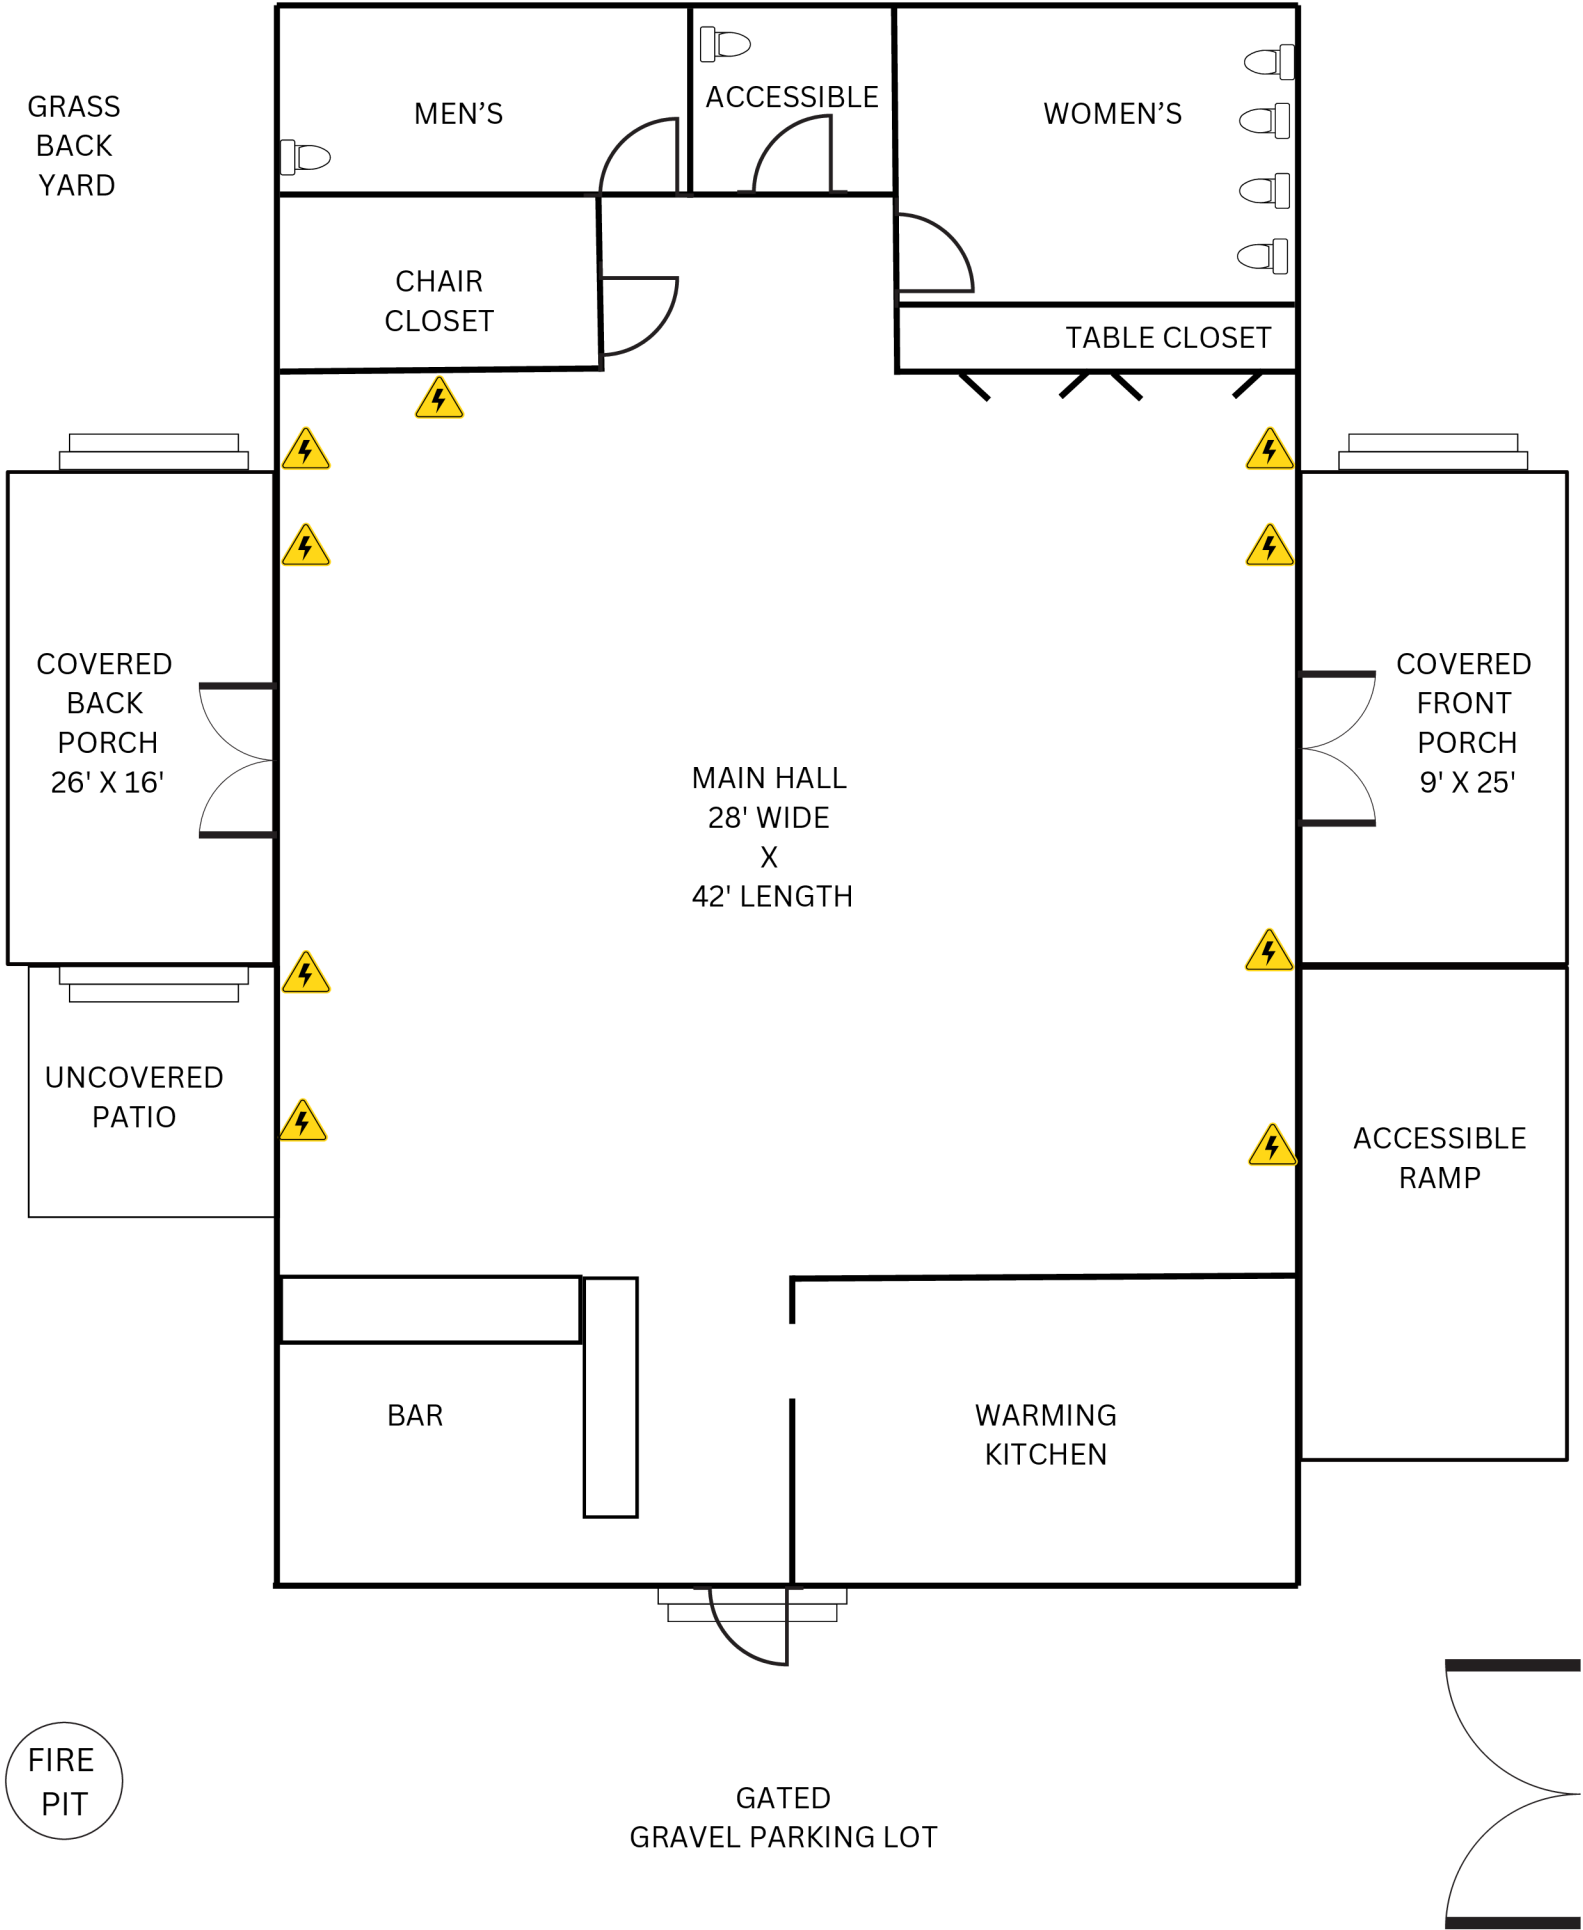 GRASS
BACK
YARD
MEN’S
ACCESSIBLE
WOMEN’S
CHAIR
CLOSET
TABLE CLOSET
COVERED
BACK
PORCH
26' X 16'
MAIN HALL
28' WIDE
X
42' LENGTH
COVERED
FRONT
PORCH
9' X 25'
UNCOVERED
PATIO
ACCESSIBLE
RAMP
BAR
WARMING
KITCHEN
FIRE
PIT
GATED
GRAVEL PARKING LOT